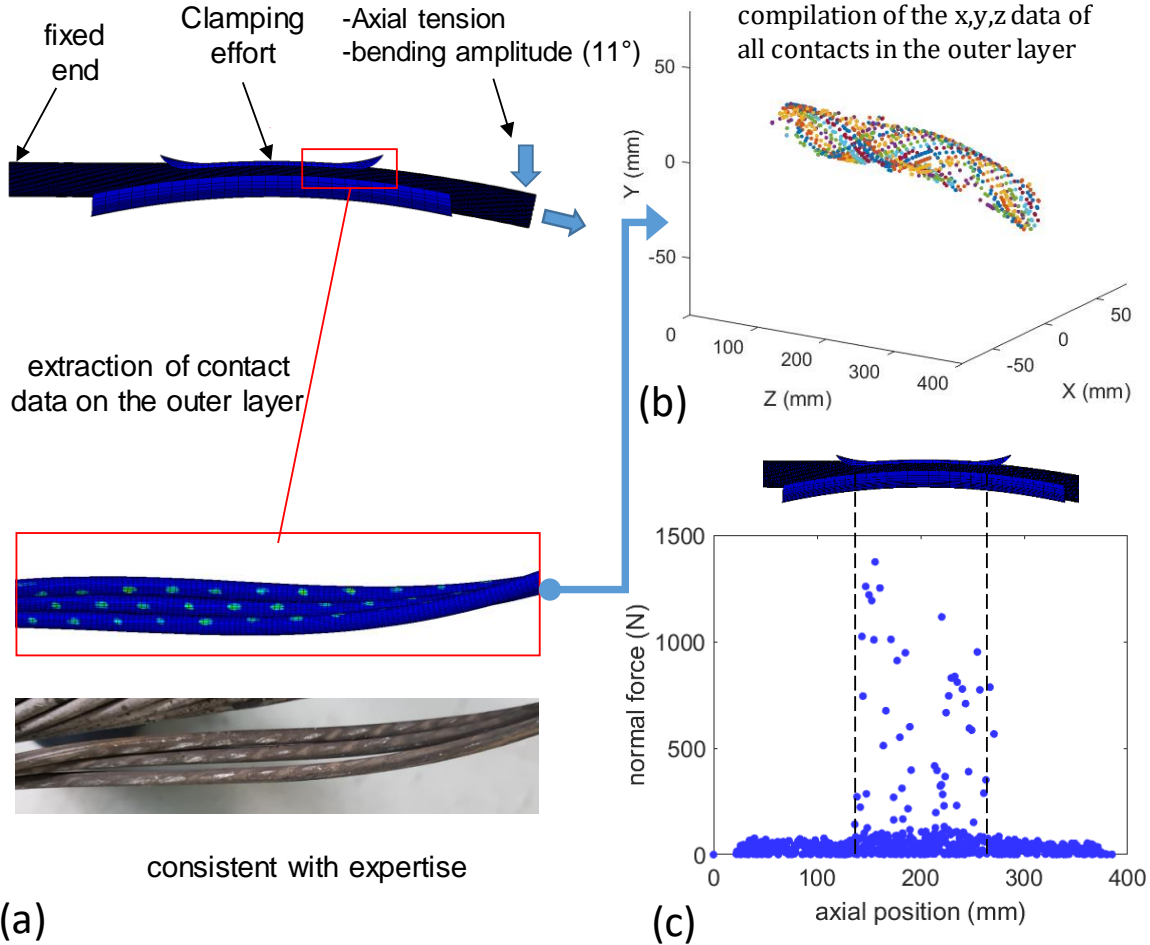 fixed
end
Clamping
effort
-Axial tension
-bending amplitude (11°)
extraction of contact
data on the outer layer
consistent with expertise
(a)
compilation of the x,y,z data of
all contacts in the outer layer
50
0
-50
Y (mm)
0
100
200
300
400
Z (mm)
-50
0
50
X (mm)
(b)
1500
1000
500
0
normal force (N)
0
100
200
300
400
axial position (mm)
(c)